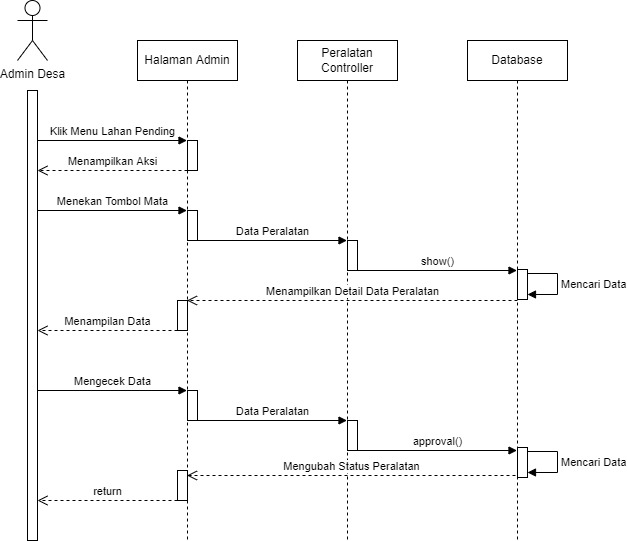 Admin Desa
Halaman Admin
Peralatan
Controller
Database
Klik Menu Lahan Pending
Menampilkan Aksi
Menekan Tombol Mata
Data Peralatan
show()
Mencari Data
Menampilkan Detail Data Peralatan
Menampilan Data
Mengecek Data
Data Peralatan
approval()
Mencari Data
Mengubah Status Peralatan
return